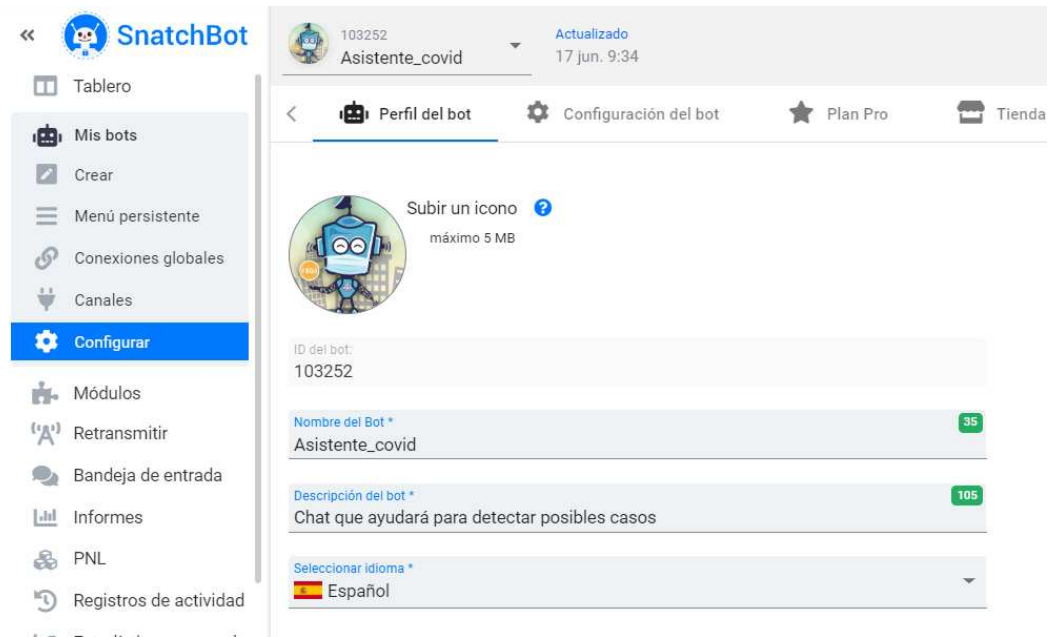 SnatchBot
103252
Asistente_covid
Actualizado
17 jun. 9:34
Tablero
Mis bots
Crear
Menú persistente
Conexiones globales
Canales
Configurar
Módulos
Retransmitir
Bandeja de entrada
Informes
PNL
Registros de actividad
Perfil del bot
Configuración del bot
Plan Pro
Tienda
Subir un icono
máximo 5 MB
ID del bot:
103252
Nombre del Bot *
35
Asistente_covid
Descripción del bot *
105
Chat que ayudará para detectar posibles casos
Seleccionar idioma *
Español